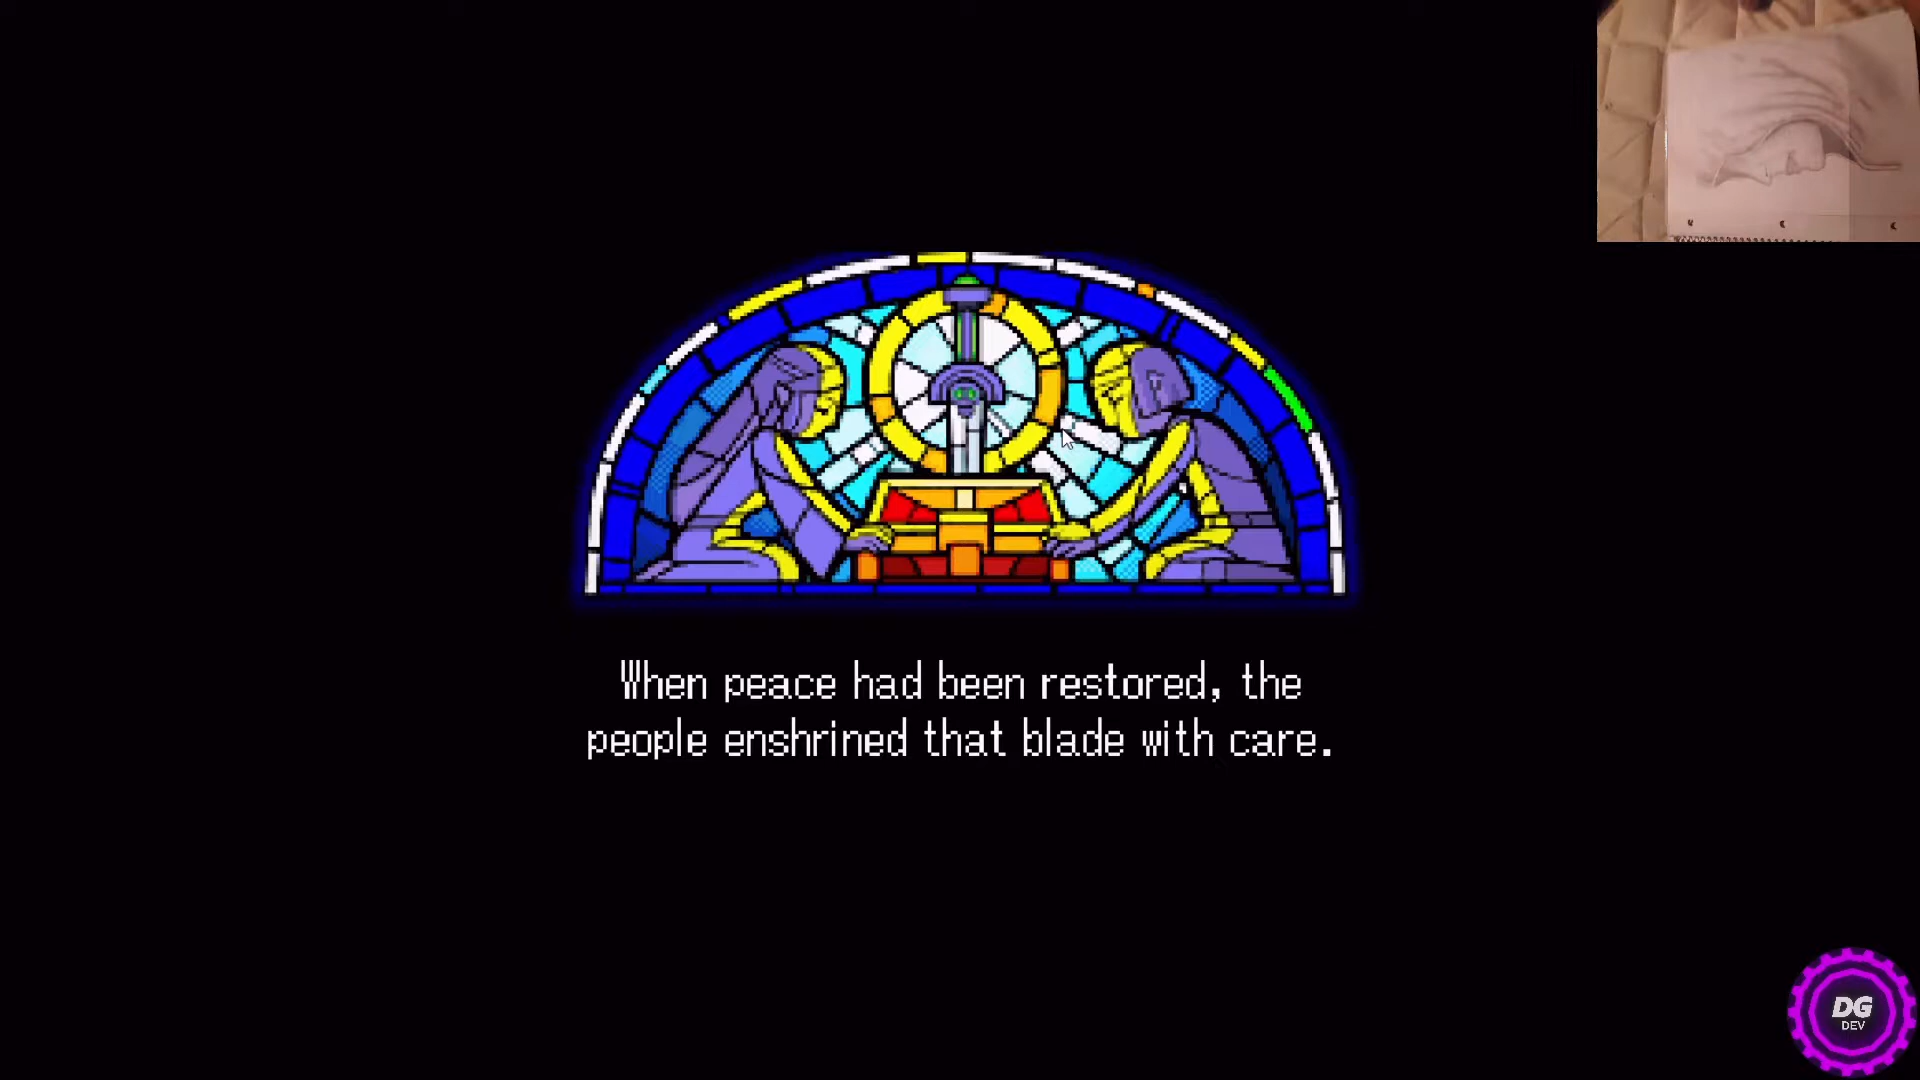 When peace had been restored, the
people enshrined that blade with care.
DG
DEV